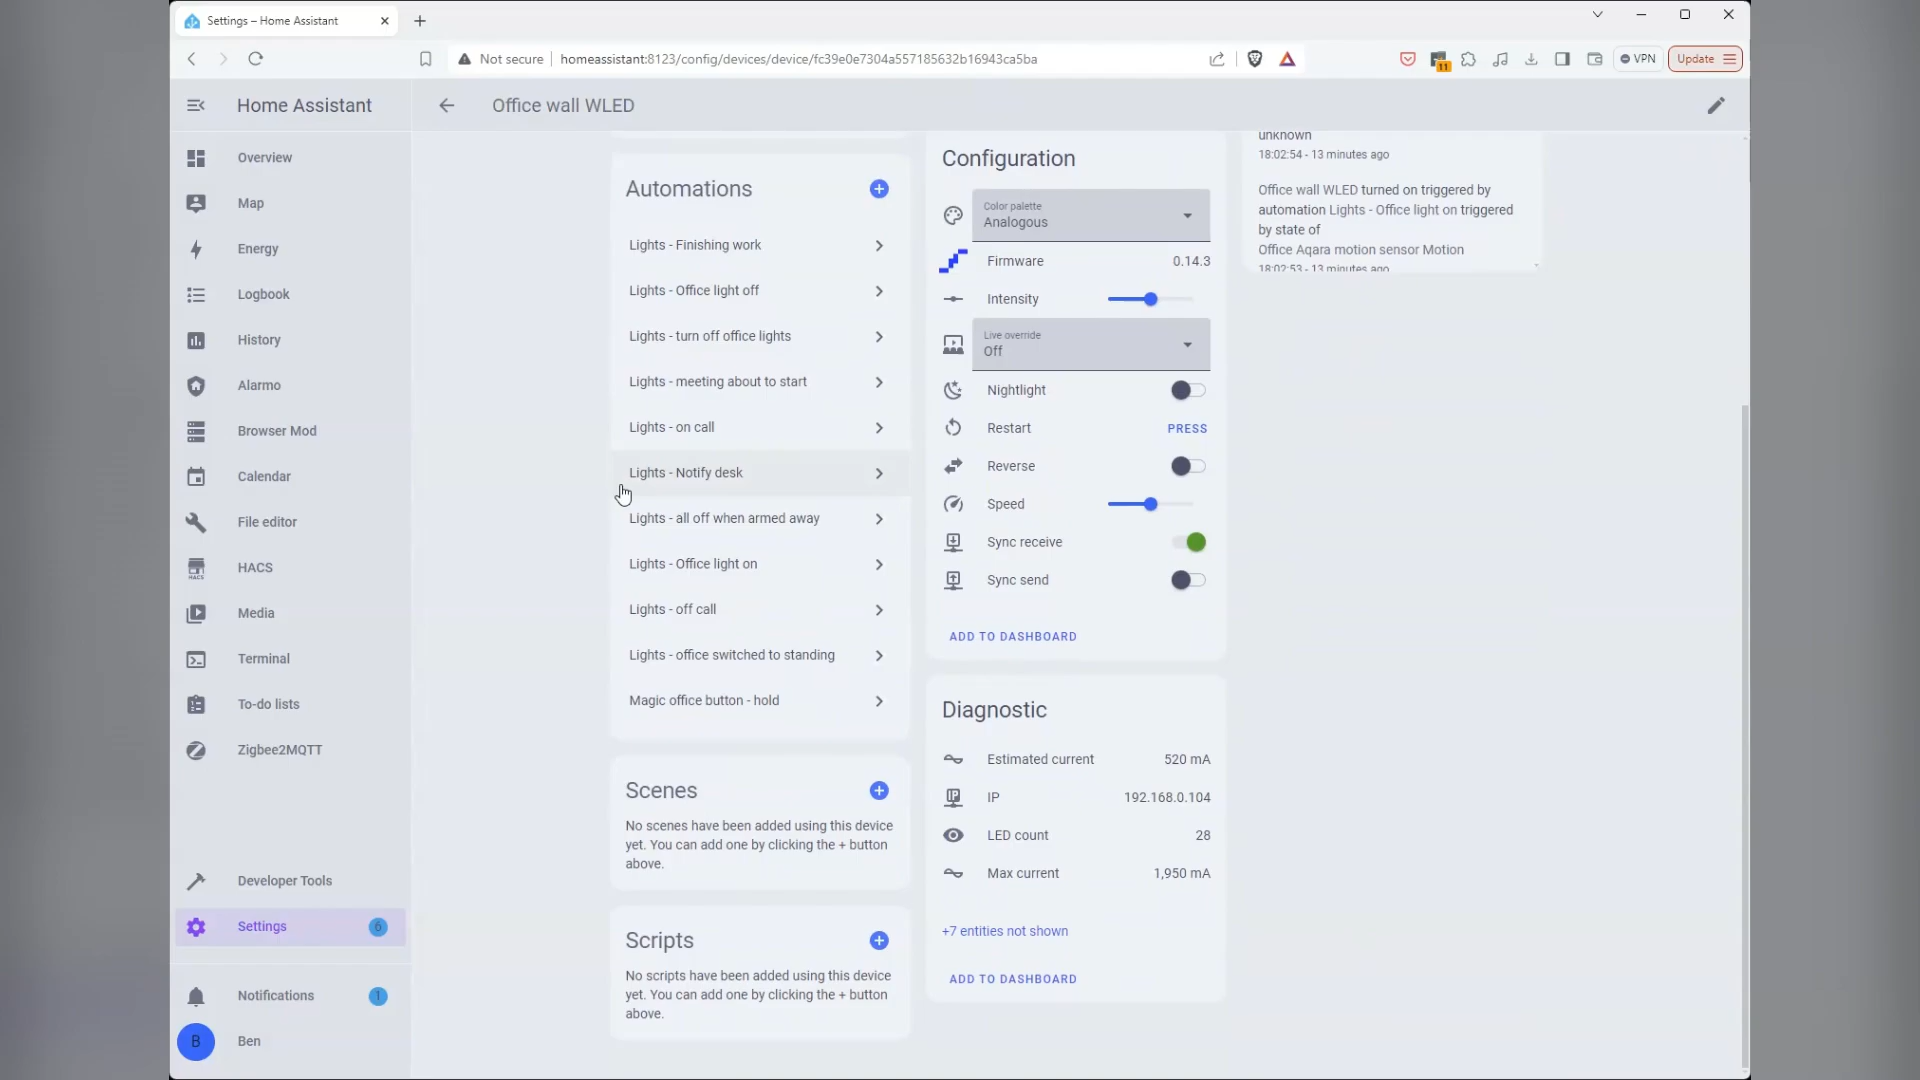 Settings – Home Assistant
Not secure
homeassistant:8123/config/devices/device/fc39e0e7304a557185632b16943ca5ba
11
VPN
Update
Home Assistant
Office wall WLED
Overview
Map
Energy
Logbook
History
Alarmo
Browser Mod
Calendar
File editor
HACS
HACS
Media
Terminal
To-do lists
Zigbee2MQTT
Developer Tools
Settings
6
Notifications
1
B
Ben
Automations
Lights - Finishing work
Lights - Office light off
Lights - turn off office lights
Lights - meeting about to start
Lights - on call
Lights - Notify desk
Lights - all off when armed away
Lights - Office light on
Lights - off call
Lights - office switched to standing
Magic office button - hold
Scenes
No scenes have been added using this device
yet. You can add one by clicking the + button
above.
Scripts
No scripts have been added using this device
yet. You can add one by clicking the + button
above.
Configuration
Color palette
Analogous
Firmware
0.14.3
Intensity
Live override
Off
Nightlight
Restart
PRESS
Reverse
Speed
Sync receive
Sync send
ADD TO DASHBOARD
Diagnostic
Estimated current
520 mA
IP
192.168.0.104
LED count
28
Max current
1,950 mA
+7 entities not shown
ADD TO DASHBOARD
unknown
18:02:54 - 13 minutes ago
Office wall WLED turned on triggered by
automation Lights - Office light on triggered
by state of
Office Aqara motion sensor Motion
18:02:53 - 13 minutes ago